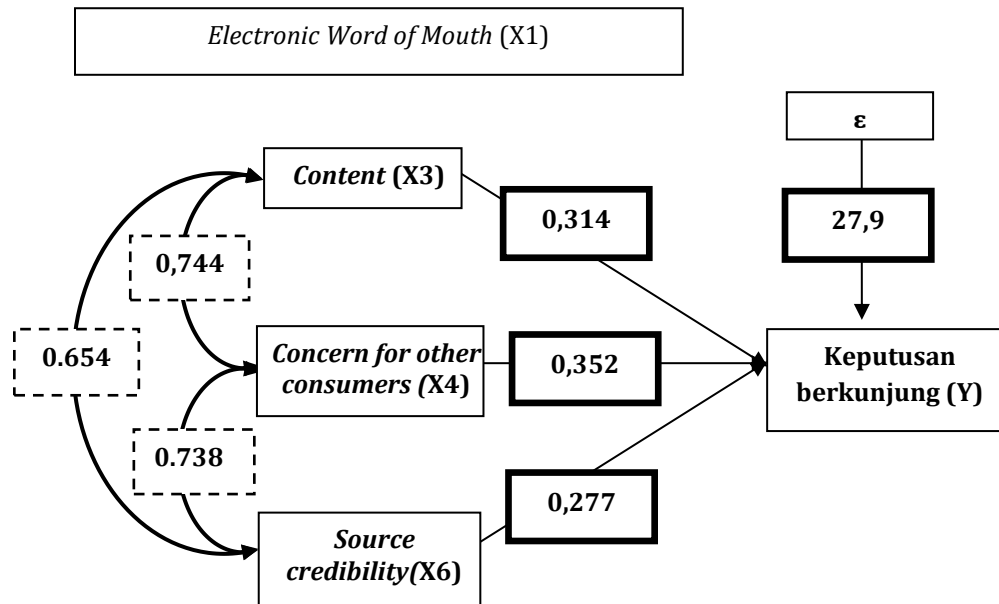 Electronic Word of Mouth (X1)
ε
Content (X3)
0,314
27,9
0,744
0.654
Concern for other
consumers (X4)
0,352
Keputusan
berkunjung (Y)
0.738
0,277
Source
credibility(X6)